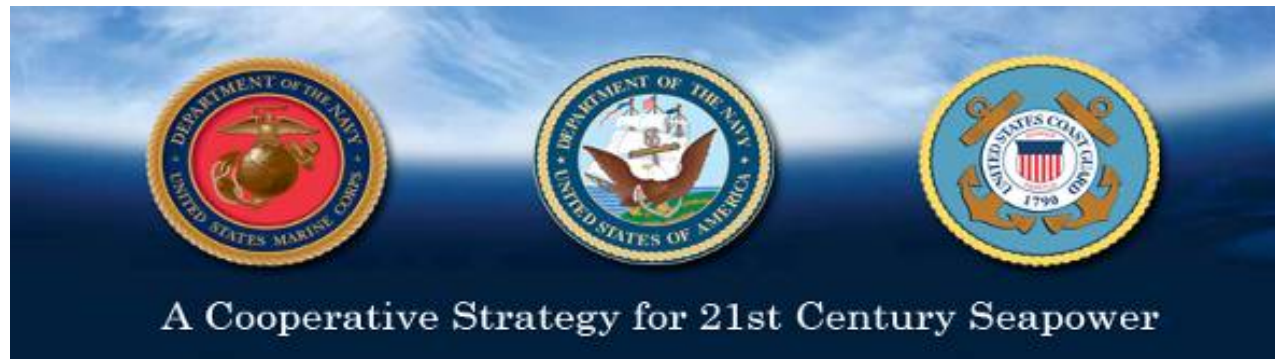 DEPARTMENT OF THE NAVY
UNITED STATES MARINE CORPS
DEPARTMENT OF THE NAVY
UNITED STATES OF AMERICA
UNITED STATES COAST GUARD
1790
A Cooperative Strategy for 21st Century Seapower